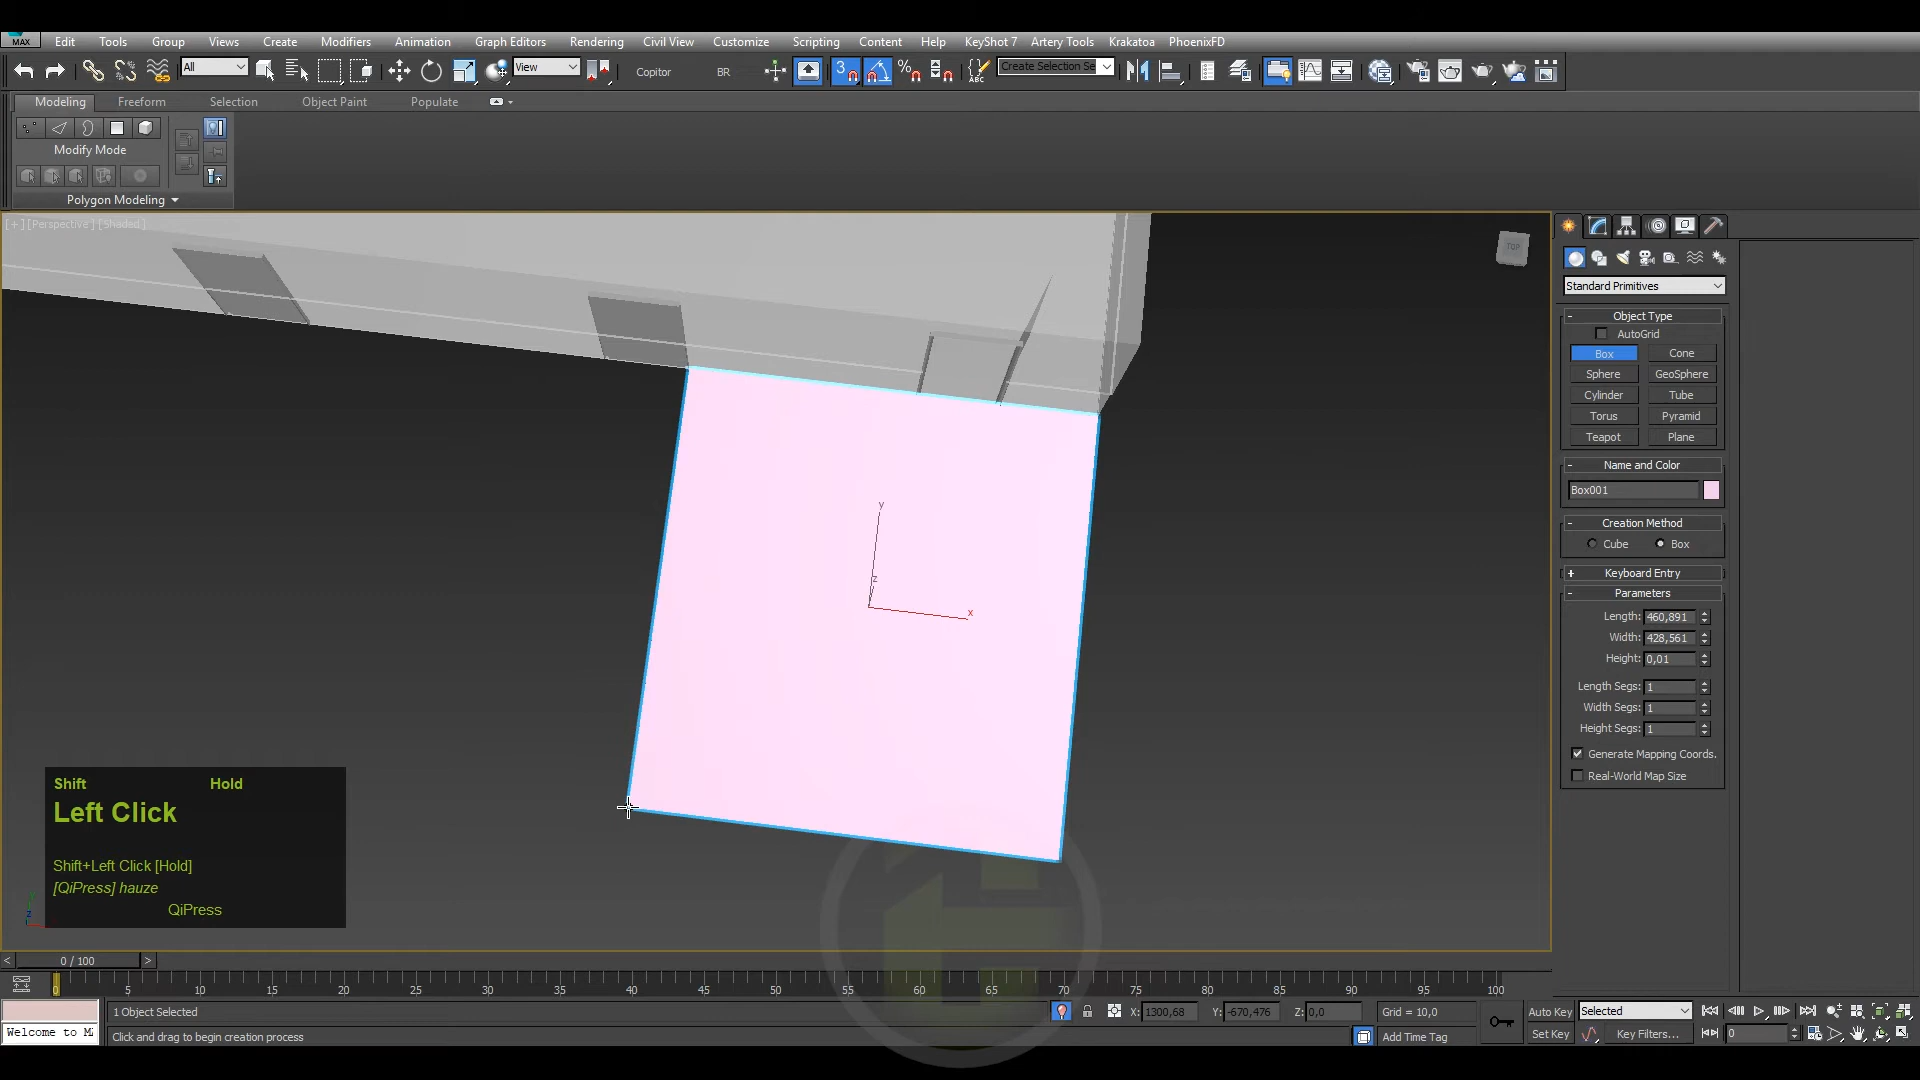 MAX Edit Tools Group Views Create Modifiers Animation Graph Editors Rendering Civil View Customize Scripting Content Help KeyShot 7 Artery Tools Krakatoa PhoenixFD
All View Copitor BR 3 % ABC Create Selection Se
Modeling Freeform Selection Object Paint Populate
Modify Mode
Polygon Modeling
[+] [Perspective] [Shaded]
TOP
Standard Primitives
- Object Type
AutoGrid
Box Cone
Sphere GeoSphere
Cylinder Tube
Torus Pyramid
Teapot Plane
- Name and Color
Box001
- Creation Method
Cube Box
+ Keyboard Entry
- Parameters
Length: 460,891
Width: 428,561
Height: 0,01
Length Segs: 1
Width Segs: 1
Height Segs: 1
Generate Mapping Coords.
Real-World Map Size
y
z
x
Shift Hold
Left Click
Shift+Left Click [Hold]
[QiPress] hauze
QiPress
z
< 0 / 100 >
0 5 10 15 20 25 30 35 40 45 50 55 60 65 70 75 80 85 90 95 100
1 Object Selected X: 1300,68 Y: -670,476 Z: 0,0 Grid = 10,0 Auto Key Selected
Welcome to M Click and drag to begin creation process Add Time Tag Set Key Key Filters... 0